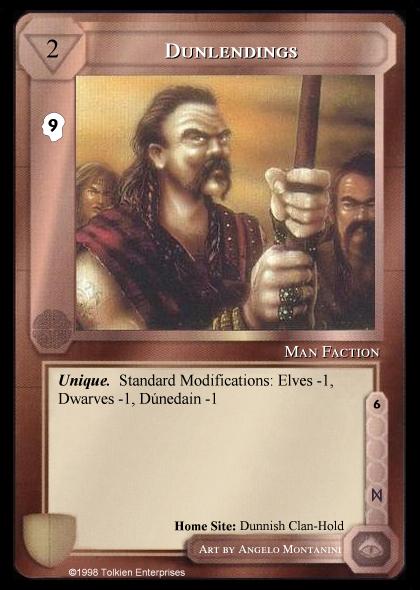 2
DUNLENDINGS
9
MAN FACTION
Unique. Standard Modifications: Elves -1,
Dwarves -1, Dúnedain -1
6
Home Site: Dunnish Clan-Hold
ART BY ANGELO MONTANINI
©1998 Tolkien Enterprises